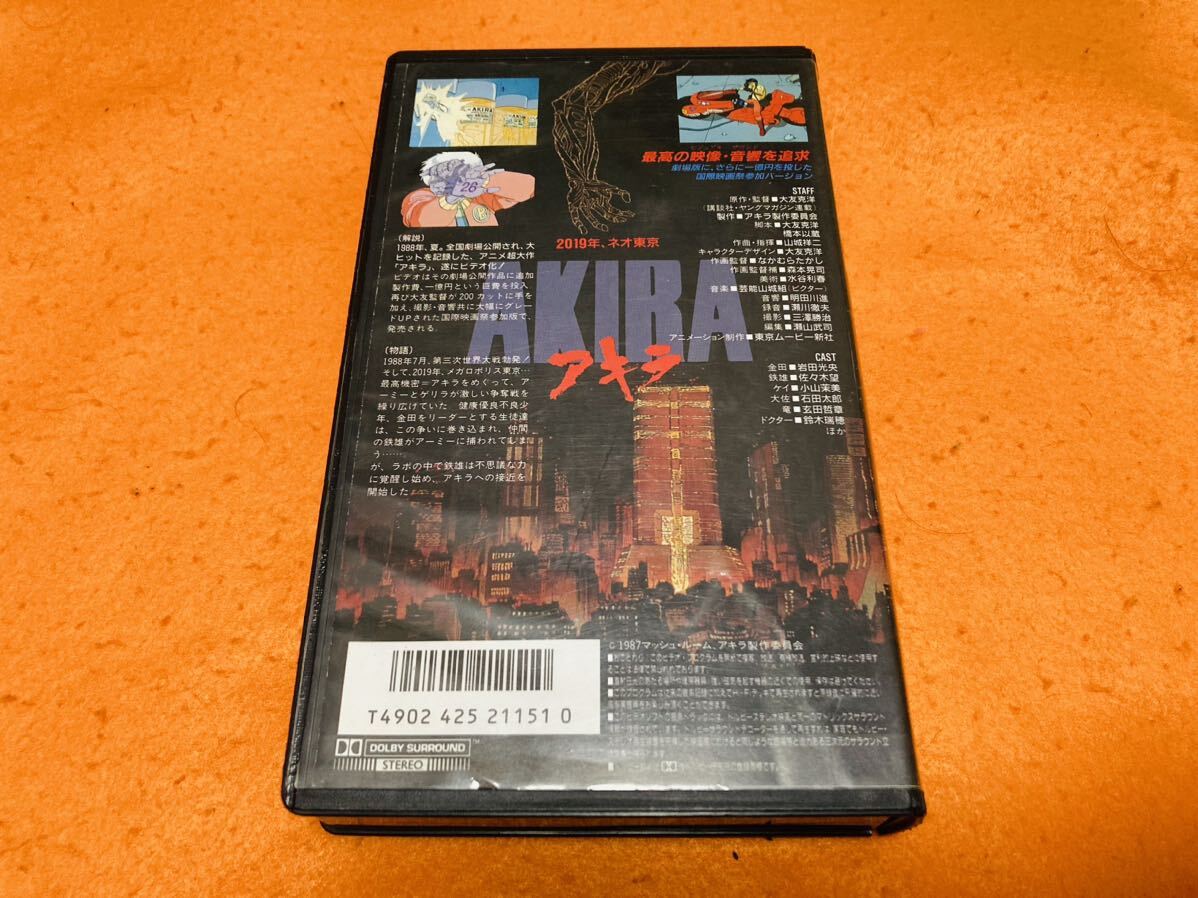 AKIRA
26
最高の映像・音響を追求
劇場版に、さらに一億円を投じた
国際映画祭参加バージョン
2019年、ネオ東京
AKIRA
アキラ
〔解説〕
1988年、夏。全国劇場公開され、大
ヒットを記録した、アニメ超大作
「アキラ」、遂にビデオ化!
ビデオはその劇場公開作品に追加
製作費、一億円という巨費を投入
再び大友監督が200カットに手を
加え、撮影・音響共に大幅にグレー
ドUPされた国際映画祭参加版で、
発売される。
〔物語〕
1988年7月、第三次世界大戦勃発!
そして、2019年、メガロポリス東京…
最高機密=アキラをめぐって、ア
ーミーとゲリラが激しい争奪戦を
繰り広げていた。健康優良不良少
年、金田をリーダーとする生徒達
は、この争いに巻き込まれ、仲間
の鉄雄がアーミーに捕われてしま
う……
が、ラボの中で鉄雄は不思議な力
に覚醒し始め、アキラへの接近を
開始した
STAFF
原作・監督■大友克洋
(講談社・ヤングマガジン連載)
製作■アキラ製作委員会
脚本■大友克洋
橋本以蔵
作曲・指揮■山城祥二
キャラクターデザイン■大友克洋
作画監督■なかむらたかし
作画監督補■森本晃司
美術■水谷利春
音楽■芸能山城組(ビクター)
音響■明田川進
録音■瀬川徹夫
撮影■三澤勝治
編集■瀬山武司
アニメーション制作■東京ムービー新社
CAST
金田■岩田光央
鉄雄■佐々木望
ケイ■小山茉美
大佐■石田太郎
竜■玄田哲章
ドクター■鈴木瑞穂
ほか
© 1987マッシュ・ルーム、アキラ製作委員会
T4902 425 21151 0
DOLBY SURROUND™
STEREO